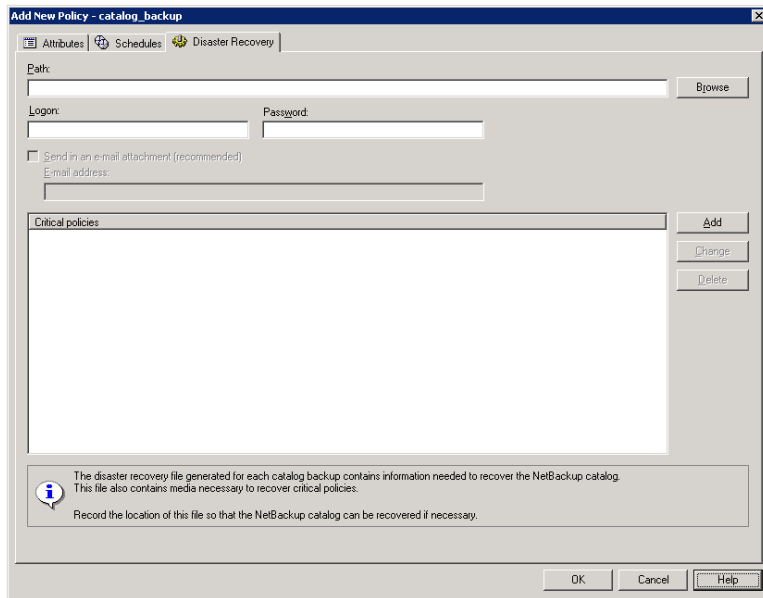 Add New Policy - catalog_backup
Attributes
Schedules
Disaster Recovery
Path:
Browse
Logon:
Password:
Send in an e-mail attachment (recommended)
E-mail address:
Critical policies
Add
Change
Delete
The disaster recovery file generated for each catalog backup contains information needed to recover the NetBackup catalog.
This file also contains media necessary to recover critical policies.
Record the location of this file so that the NetBackup catalog can be recovered if necessary.
OK
Cancel
Help